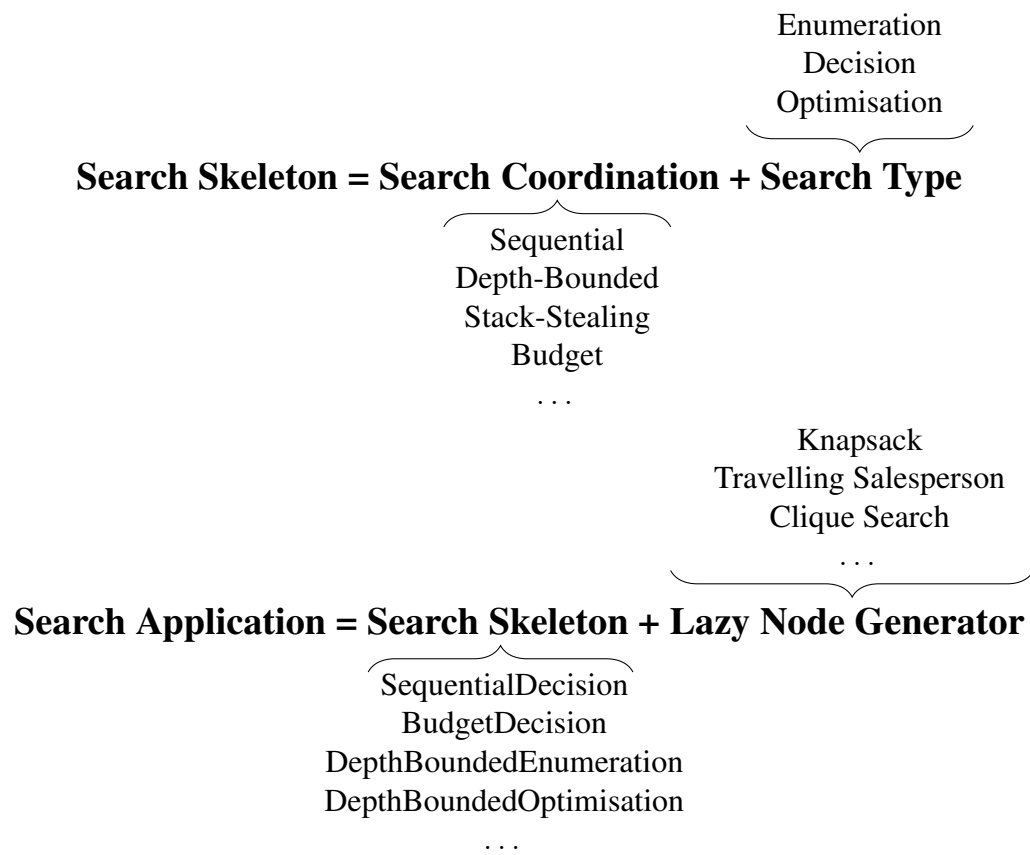 Enumeration
Decision
Optimisation
Search Skeleton = Search Coordination + Search Type
Sequential
Depth-Bounded
Stack-Stealing
Budget
. . .
Knapsack
Travelling Salesperson
Clique Search
. . .
Search Application = Search Skeleton + Lazy Node Generator
SequentialDecision
BudgetDecision
DepthBoundedEnumeration
DepthBoundedOptimisation
. . .